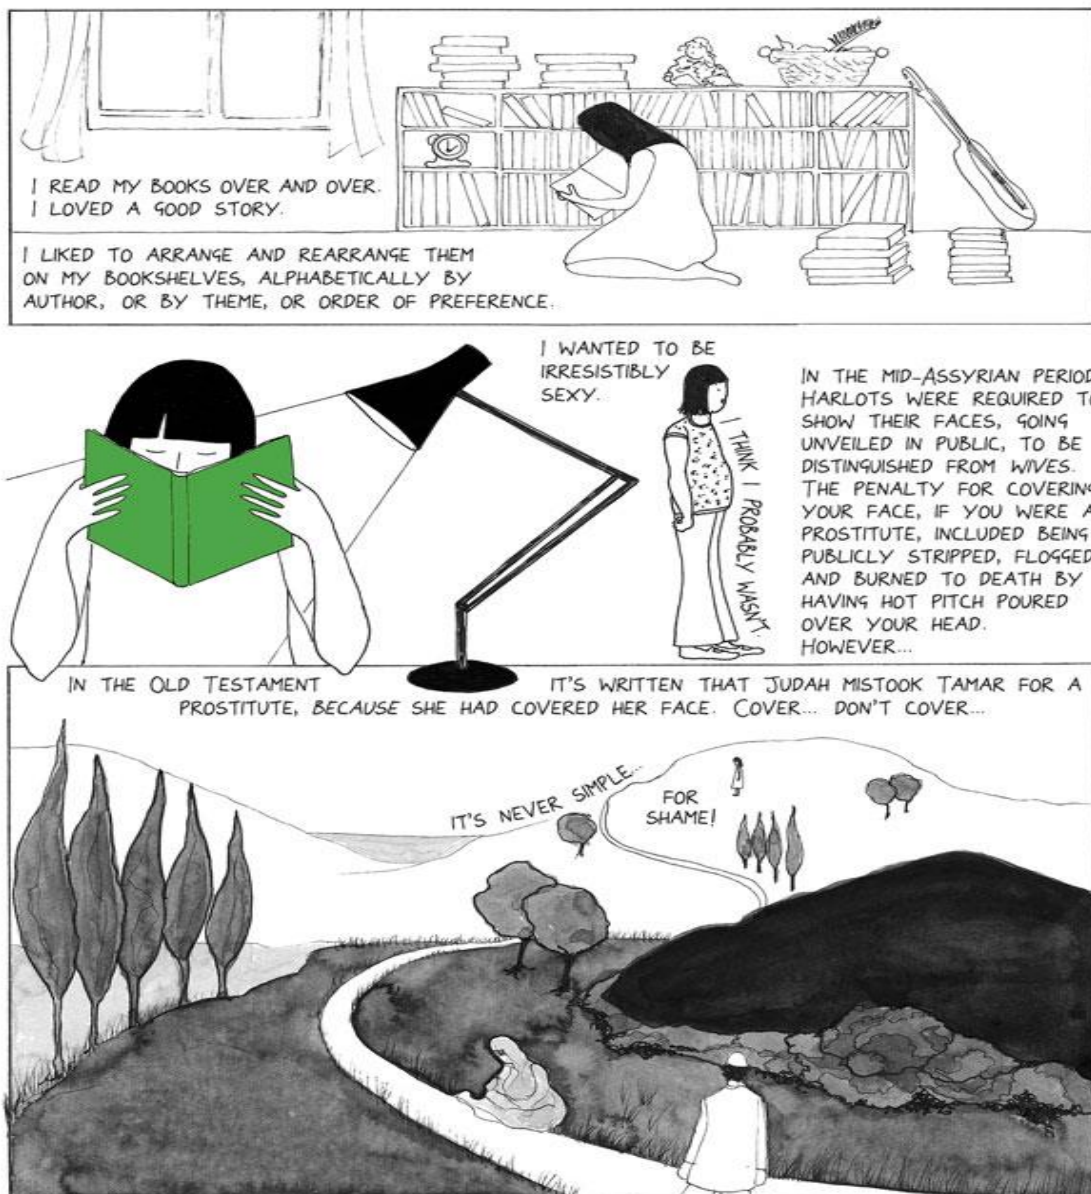 I READ MY BOOKS OVER AND OVER.
I LOVED A GOOD STORY.
I LIKED TO ARRANGE AND REARRANGE THEM
ON MY BOOKSHELVES, ALPHABETICALLY BY
AUTHOR, OR BY THEME, OR ORDER OF PREFERENCE.
I WANTED TO BE
IRRESISTIBLY
SEXY.
I THINK I PROBABLY WASN'T.
IN THE MID-ASSYRIAN PERIOD
HARLOTS WERE REQUIRED TO
SHOW THEIR FACES, GOING
UNVEILED IN PUBLIC, TO BE
DISTINGUISHED FROM WIVES.
THE PENALTY FOR COVERING
YOUR FACE, IF YOU WERE A
PROSTITUTE, INCLUDED BEING
PUBLICLY STRIPPED, FLOGGED
AND BURNED TO DEATH BY
HAVING HOT PITCH POURED
OVER YOUR HEAD.
HOWEVER...
IN THE OLD TESTAMENT IT'S WRITTEN THAT JUDAH MISTOOK TAMAR FOR A
PROSTITUTE, BECAUSE SHE HAD COVERED HER FACE. COVER... DON'T COVER...
IT'S NEVER SIMPLE...
FOR
SHAME!